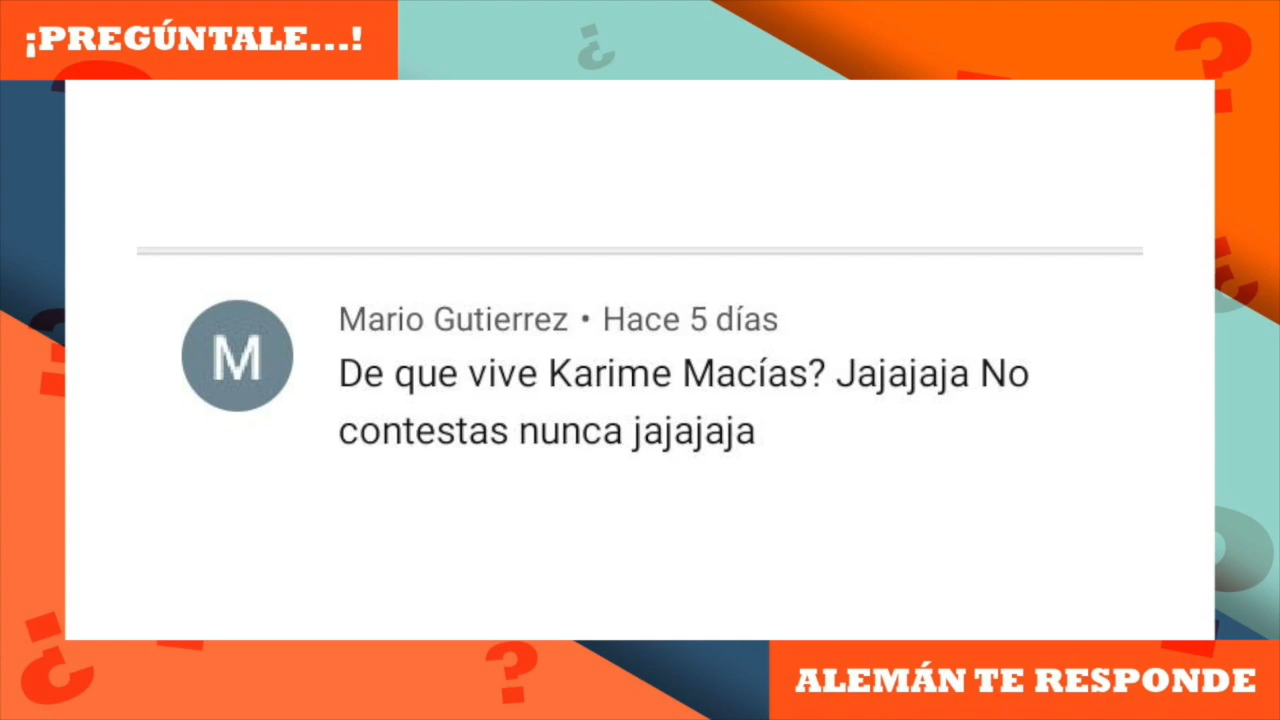 ¡PREGÚNTALE...!
Mario Gutierrez • Hace 5 días
De que vive Karime Macías? Jajajaja No
contestas nunca jajajaja
M
ALEMÁN TE RESPONDE